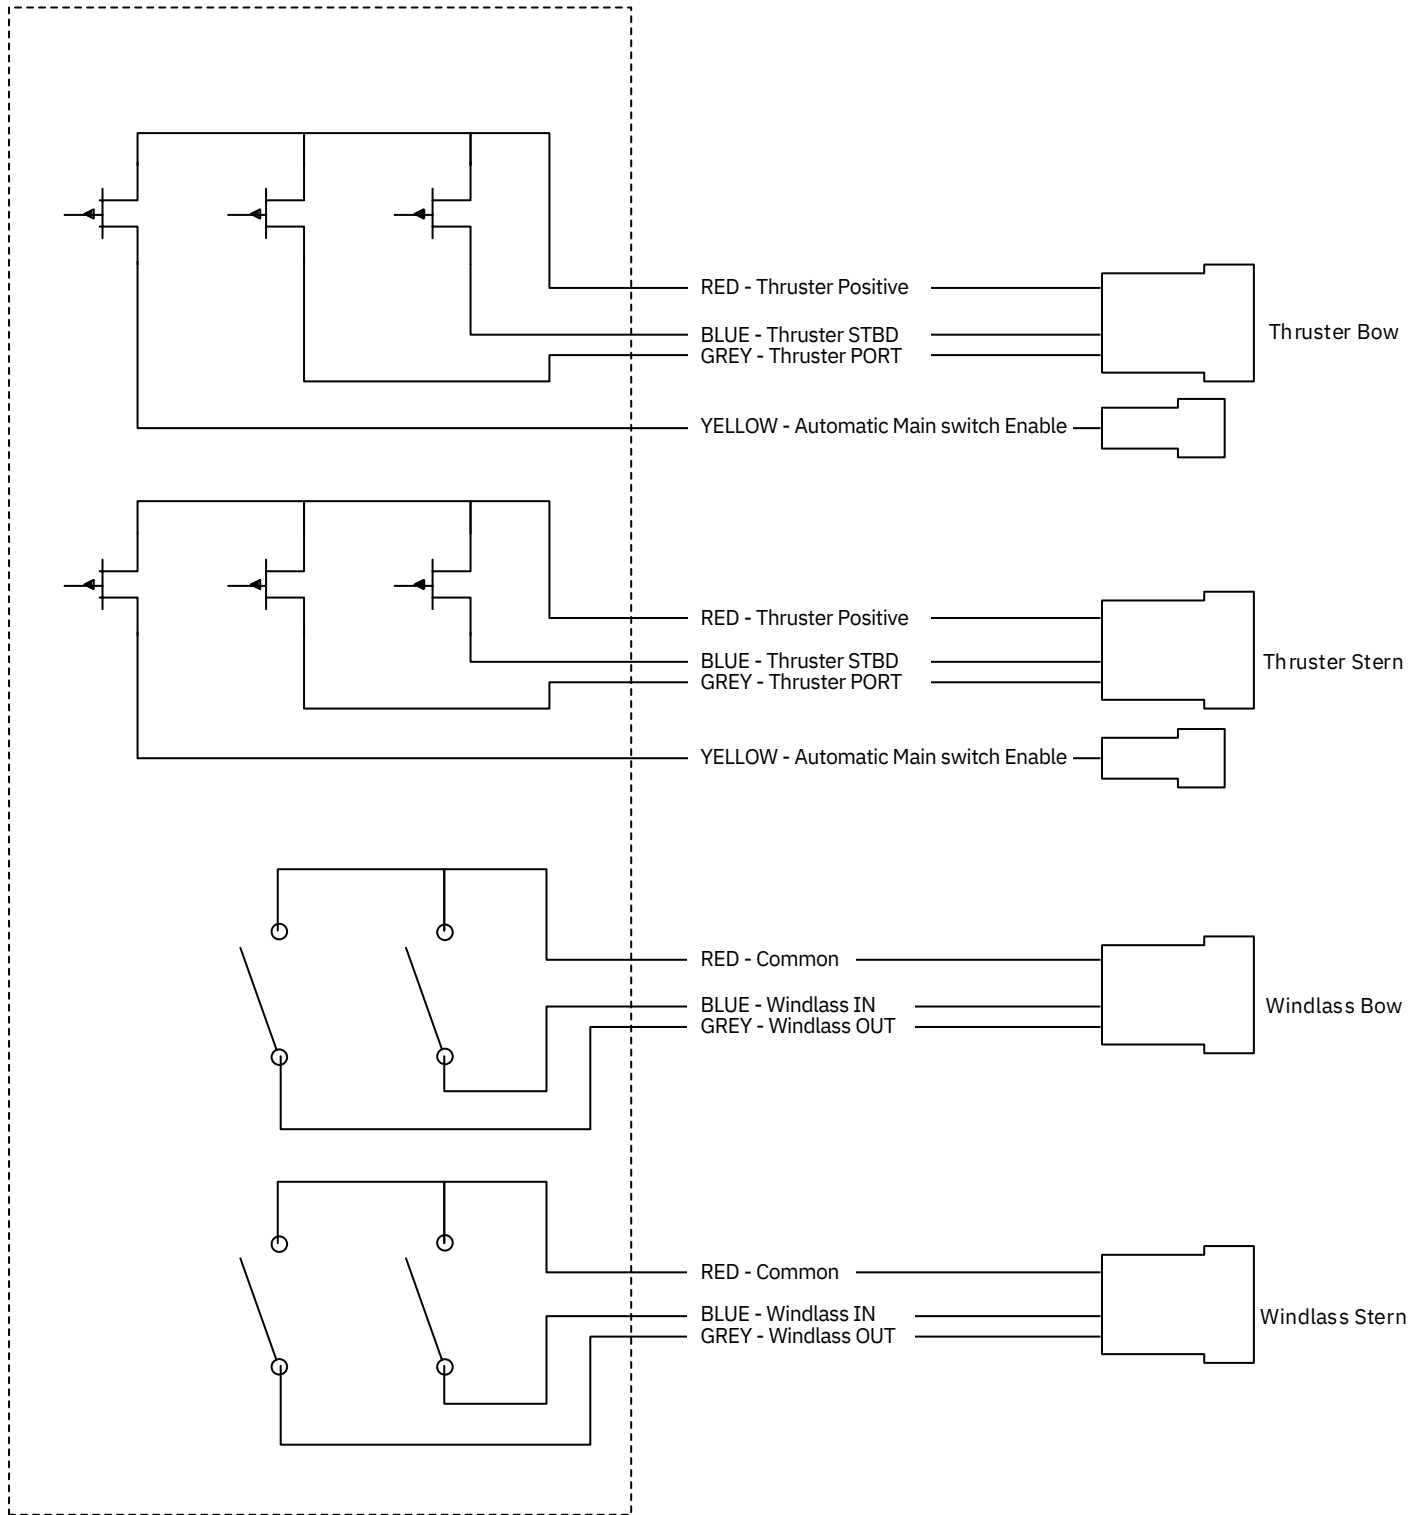 RED - Thruster Positive
BLUE - Thruster STBD
GREY - Thruster PORT
Thruster Bow
YELLOW - Automatic Main switch Enable
RED - Thruster Positive
BLUE - Thruster STBD
GREY - Thruster PORT
Thruster Stern
YELLOW - Automatic Main switch Enable
RED - Common
BLUE - Windlass IN
GREY - Windlass OUT
Windlass Bow
RED - Common
BLUE - Windlass IN
GREY - Windlass OUT
Windlass Stern